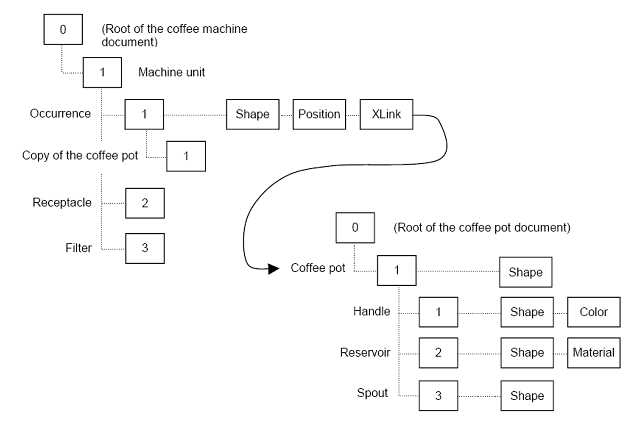 0 (Root of the coffee machine
document)
1 Machine unit
Occurrence 1 Shape Position XLink
Copy of the coffee pot 1
Receptacle 2
Filter 3
0 (Root of the coffee pot document)
Coffee pot 1 Shape
Handle 1 Shape Color
Reservoir 2 Shape Material
Spout 3 Shape